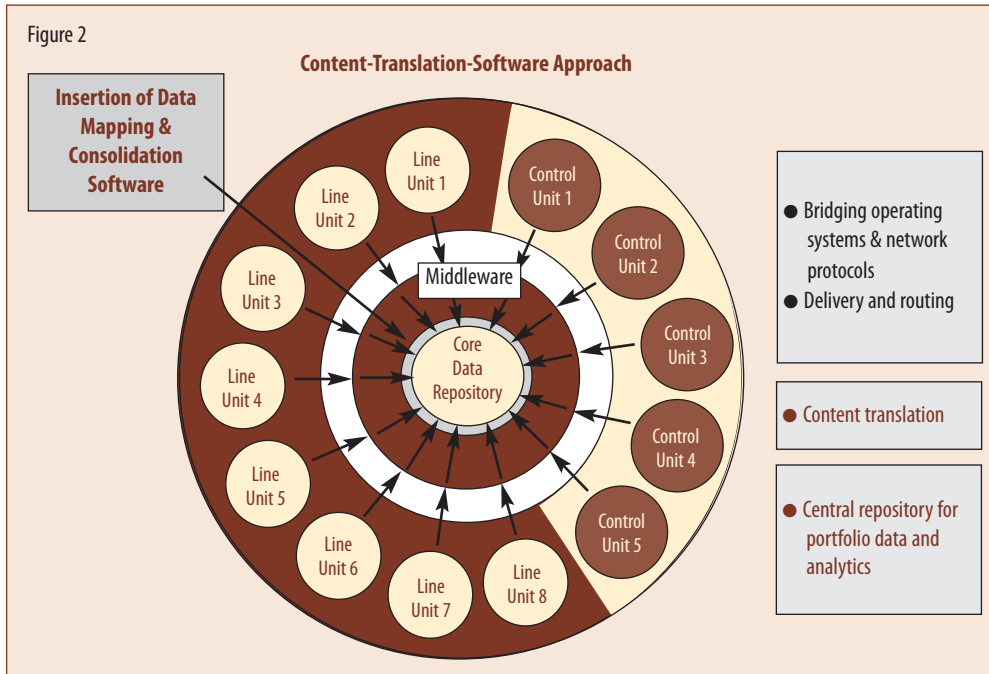 Figure 2
Content-Translation-Software Approach
Insertion of Data
Mapping &
Consolidation
Software
Line
Unit 1
Line
Unit 2
Line
Unit 3
Line
Unit 4
Line
Unit 5
Line
Unit 6
Line
Unit 7
Line
Unit 8
Control
Unit 1
Control
Unit 2
Control
Unit 3
Control
Unit 4
Control
Unit 5
Middleware
Core
Data
Repository
● Bridging operating
systems & network
protocols
● Delivery and routing
● Content translation
● Central repository for
portfolio data and
analytics